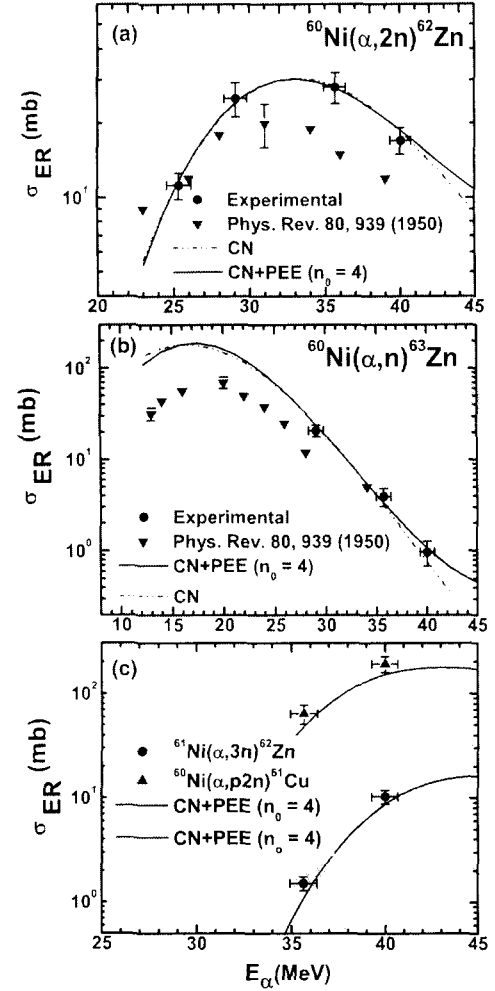 (a) ⁶⁰Ni(α,2n)⁶²Zn
σ_ER (mb)
10¹
Experimental
Phys. Rev. 80, 939 (1950)
CN
CN+PEE (n₀ = 4)
20 25 30 35 40 45
(b) ⁶⁰Ni(α,n)⁶³Zn
σ_ER (mb)
10²
10¹
10⁰
Experimental
Phys. Rev. 80, 939 (1950)
CN+PEE (n₀ = 4)
CN
10 15 20 25 30 35 40 45
(c)
σ_ER (mb)
10²
10¹
10⁰
⁶¹Ni(α,3n)⁶²Zn
⁶⁰Ni(α,p2n)⁶¹Cu
CN+PEE (n₀ = 4)
CN+PEE (nₒ = 4)
25 30 35 40 45
E_α(MeV)